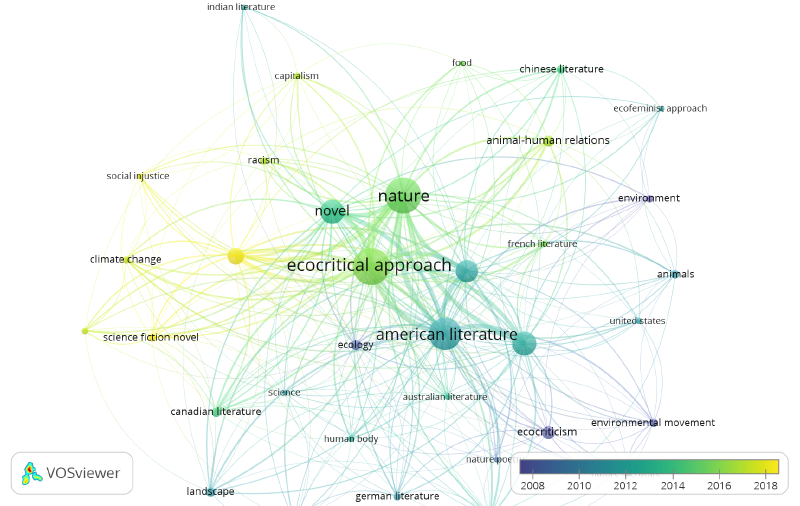 indian literature
food
chinese literature
capitalism
ecofeminist approach
animal-human relations
racism
social injustice
nature
environment
novel
french literature
climate change
ecocritical approach
animals
united states
american literature
science fiction novel
ecology
science
australian literature
canadian literature
environmental movement
ecocriticism
human body
nature
landscape
german literature
VOSviewer
2008 2010 2012 2014 2016 2018